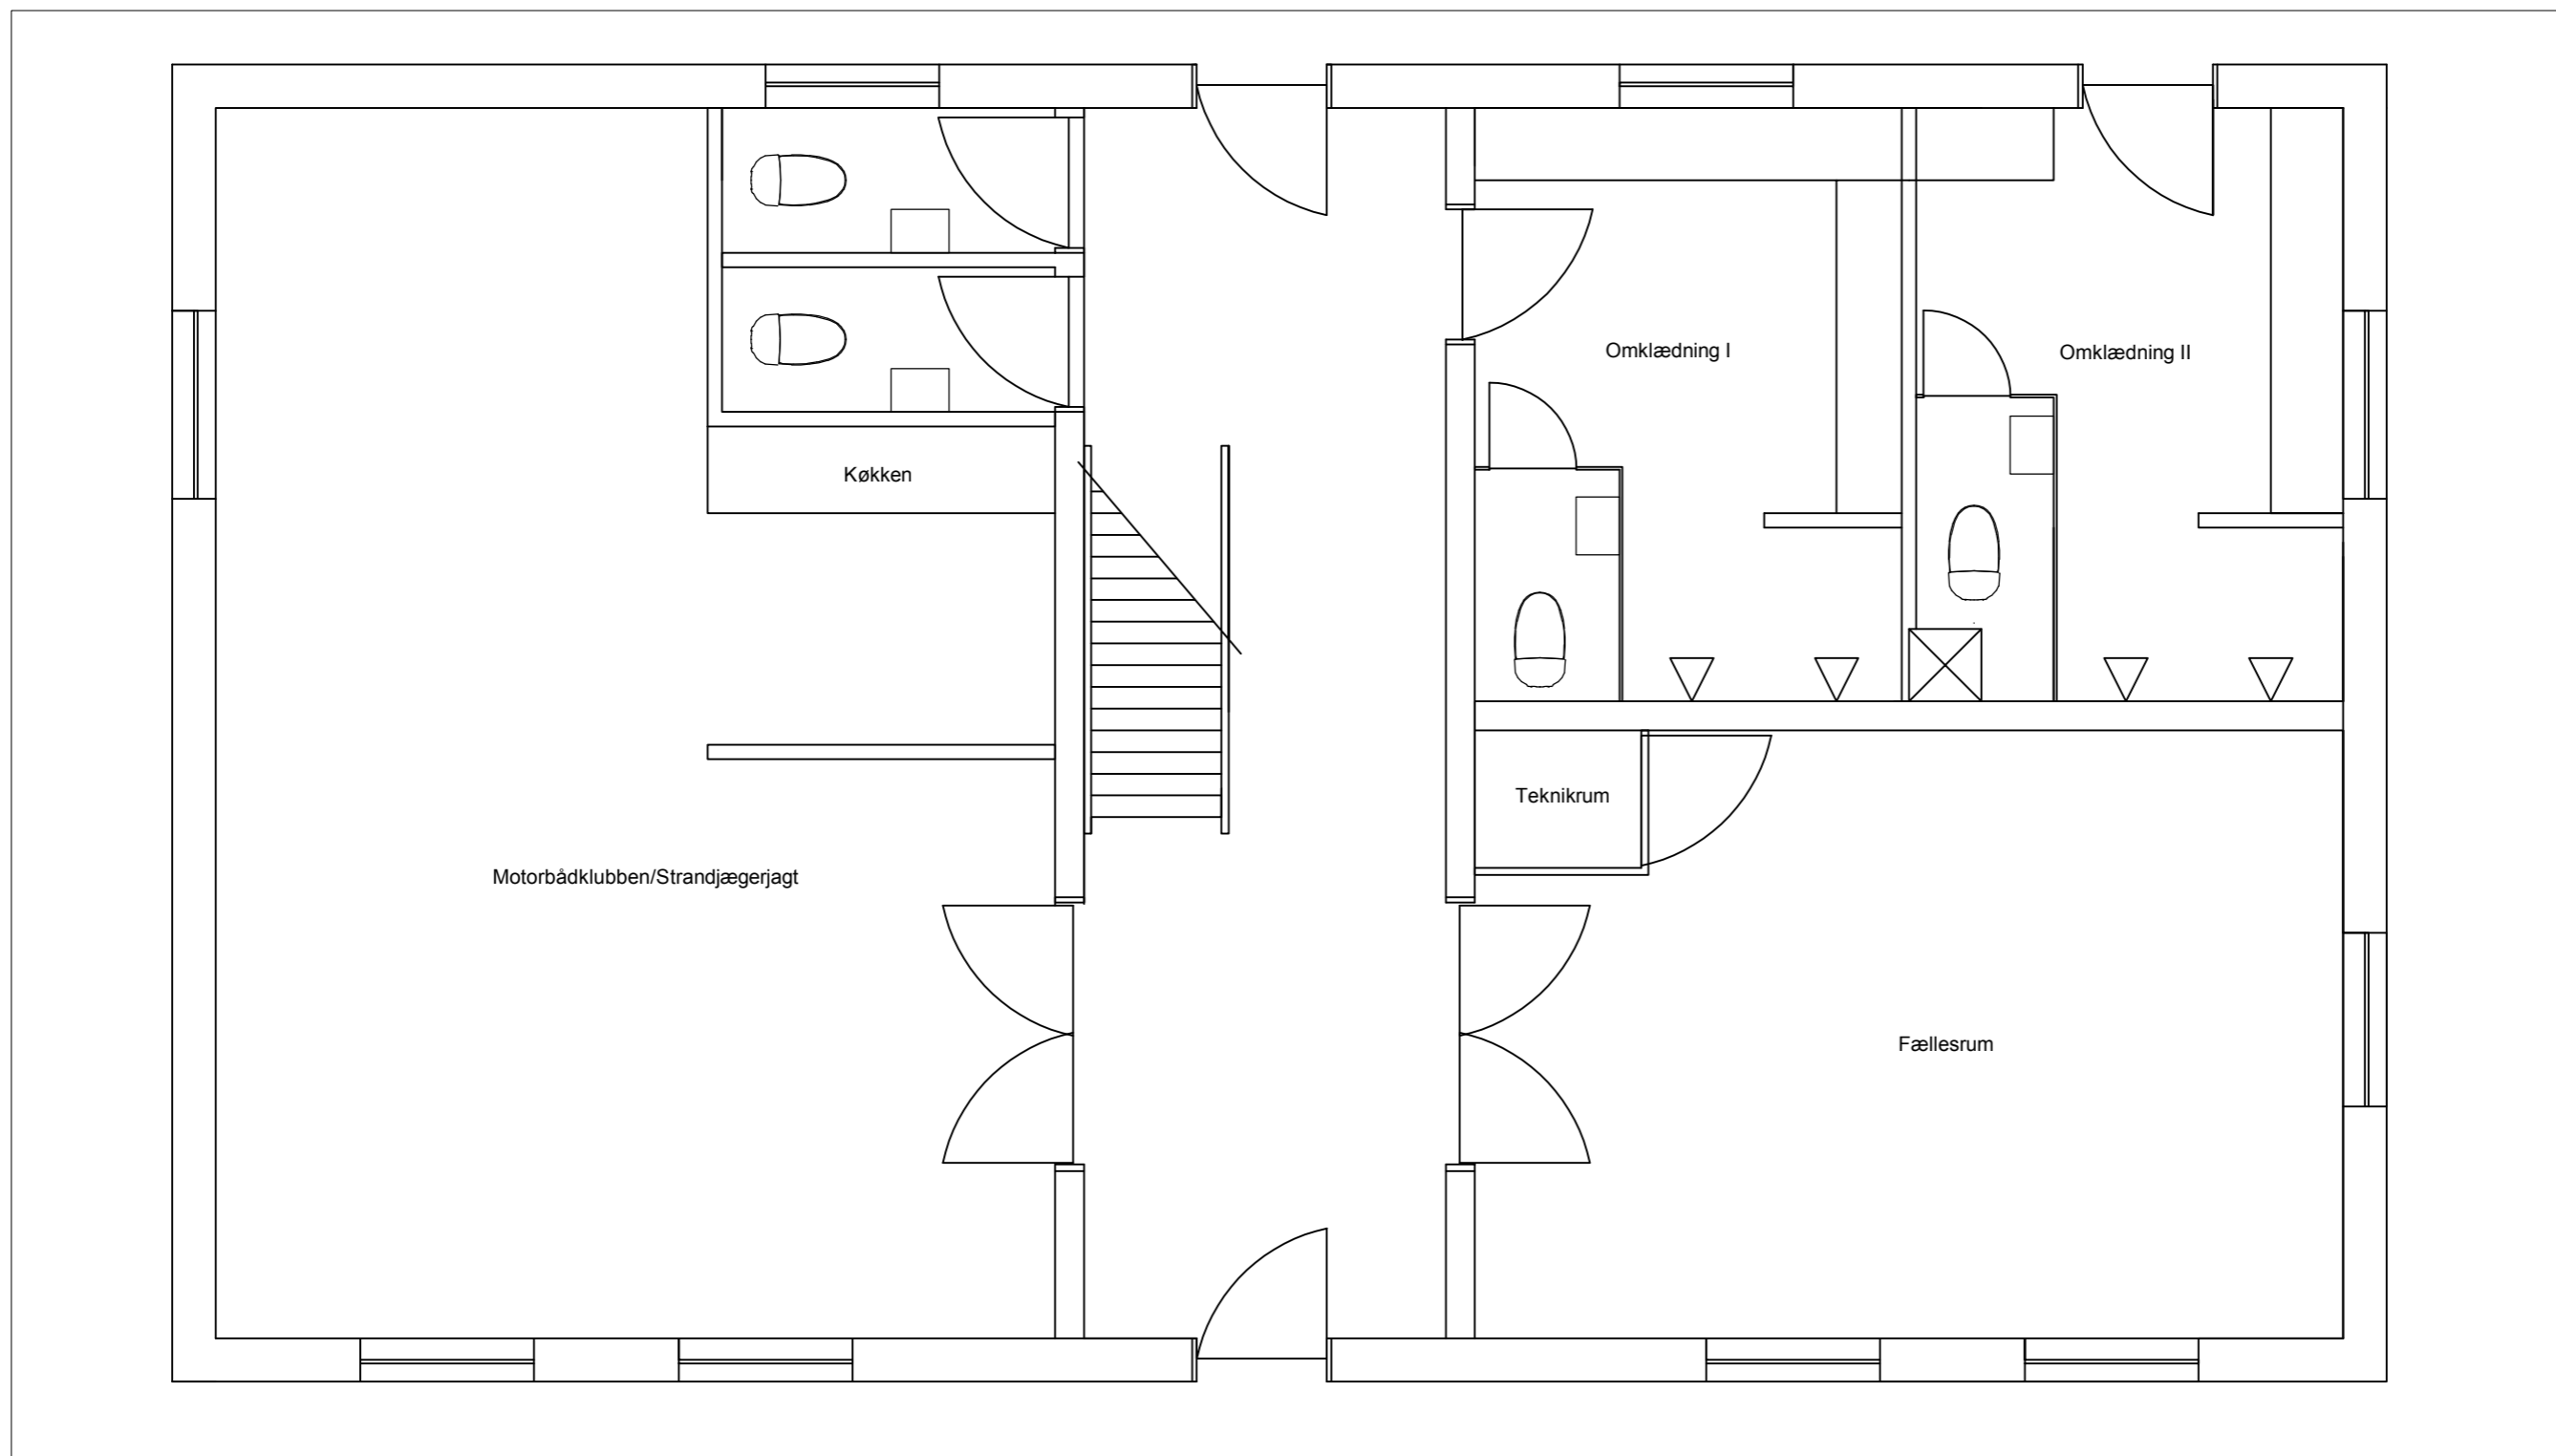 Omklædning I
Omklædning II
Køkken
Teknikrum
Motorbådklubben/Strandjægerjagt
Fællesrum